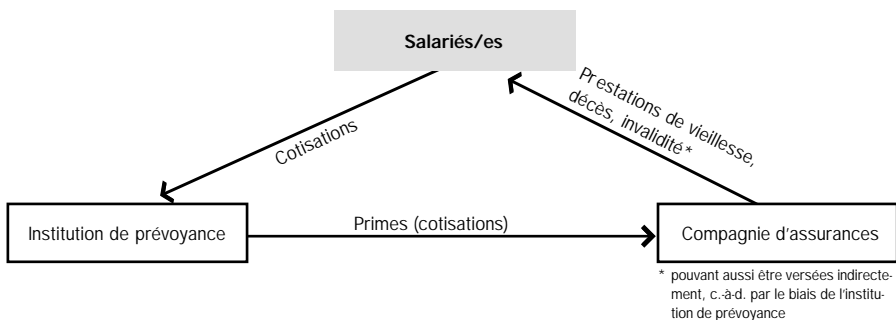 Salariés/es
Prestations de vieillesse,
décès, invalidité*
Cotisations
Institution de prévoyance
Primes (cotisations)
Compagnie d'assurances
* pouvant aussi être versées indirecte-
ment, c.-à-d. par le biais de l'institu-
tion de prévoyance